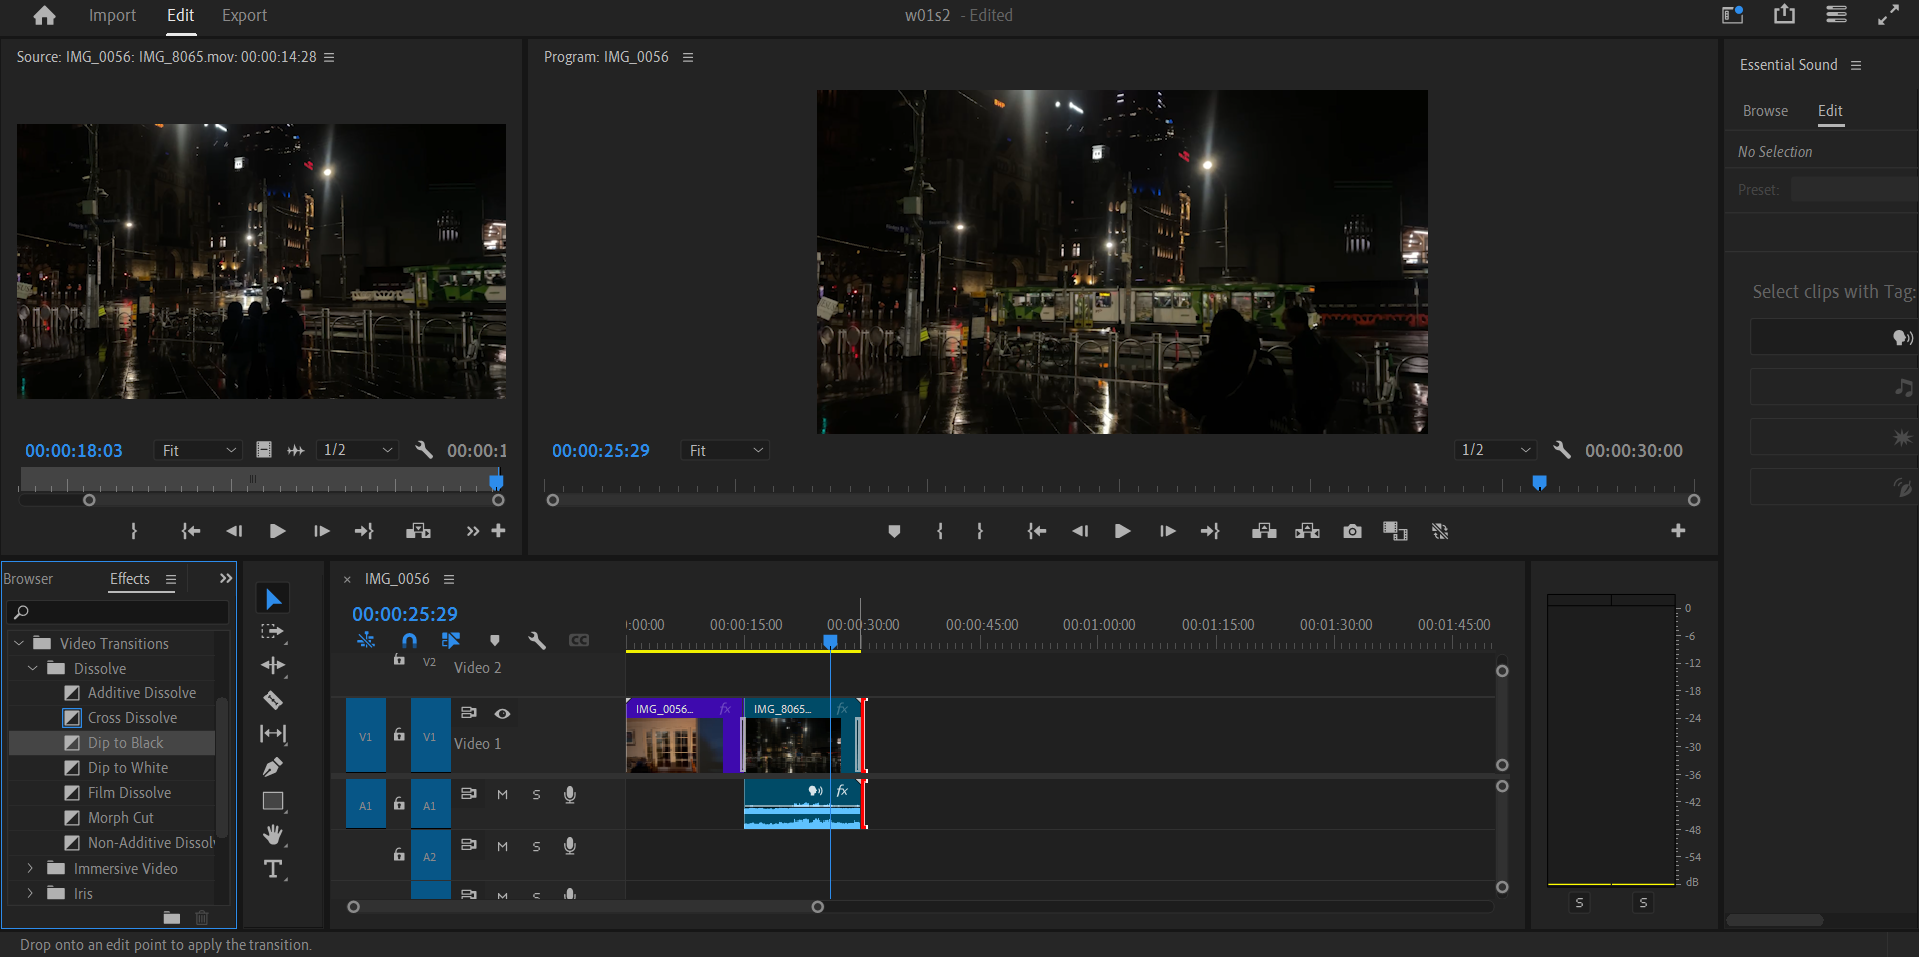 Import Edit Export w01s2 - Edited
Source: IMG_0056: IMG_8065.mov: 00:00:14:28
Program: IMG_0056
Essential Sound
Browse Edit
No Selection
Preset:
Select clips with Tag:
00:00:18:03 Fit 1/2 00:00:1
00:00:25:29 Fit 1/2 00:00:30:00
Browser Effects
Video Transitions
Dissolve
Additive Dissolve
Cross Dissolve
Dip to Black
Dip to White
Film Dissolve
Morph Cut
Non-Additive Dissolv
Immersive Video
Iris
T
× IMG_0056
00:00:25:29
CC
:00:00 00:00:15:00 00:00:30:00 00:00:45:00 00:01:00:00 00:01:15:00 00:01:30:00 00:01:45:00
V2 Video 2
V1 V1 Video 1
IMG_0056... fx IMG_8065... fx
A1 A1 M S fx
A2 M S
M S
0
-6
-12
-18
-24
-30
-36
-42
-48
-54
dB
S S
Drop onto an edit point to apply the transition.